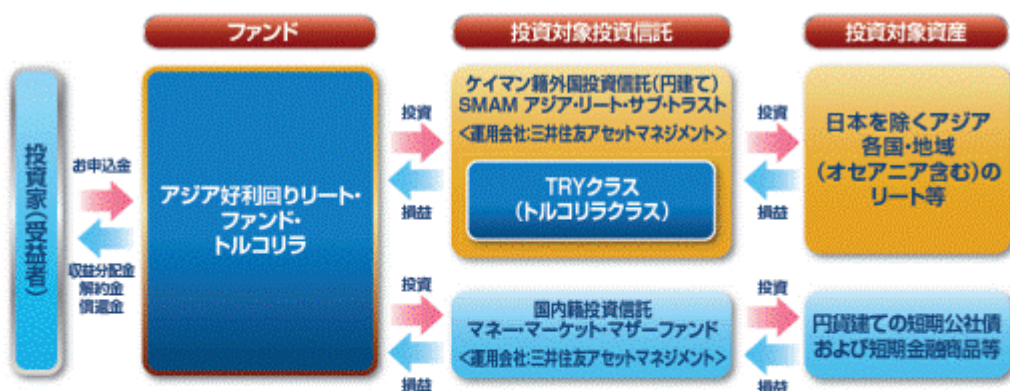 ファンド
投資対象投資信託
投資対象資産
投資家(受益者)
お申込金
収益分配金
解約金
償還金
アジア好利回りリート・
ファンド・
トルコリラ
投資
損益
ケイマン籍外国投資信託(円建て)
SMAM アジア・リート・サブ・トラスト
<運用会社:三井住友アセットマネジメント>
TRYクラス
(トルコリラクラス)
投資
損益
日本を除くアジア
各国・地域
(オセアニア含む)の
リート等
投資
損益
国内籍投資信託
マネー・マーケット・マザーファンド
<運用会社:三井住友アセットマネジメント>
投資
損益
円貨建ての短期公社債
および短期金融商品等